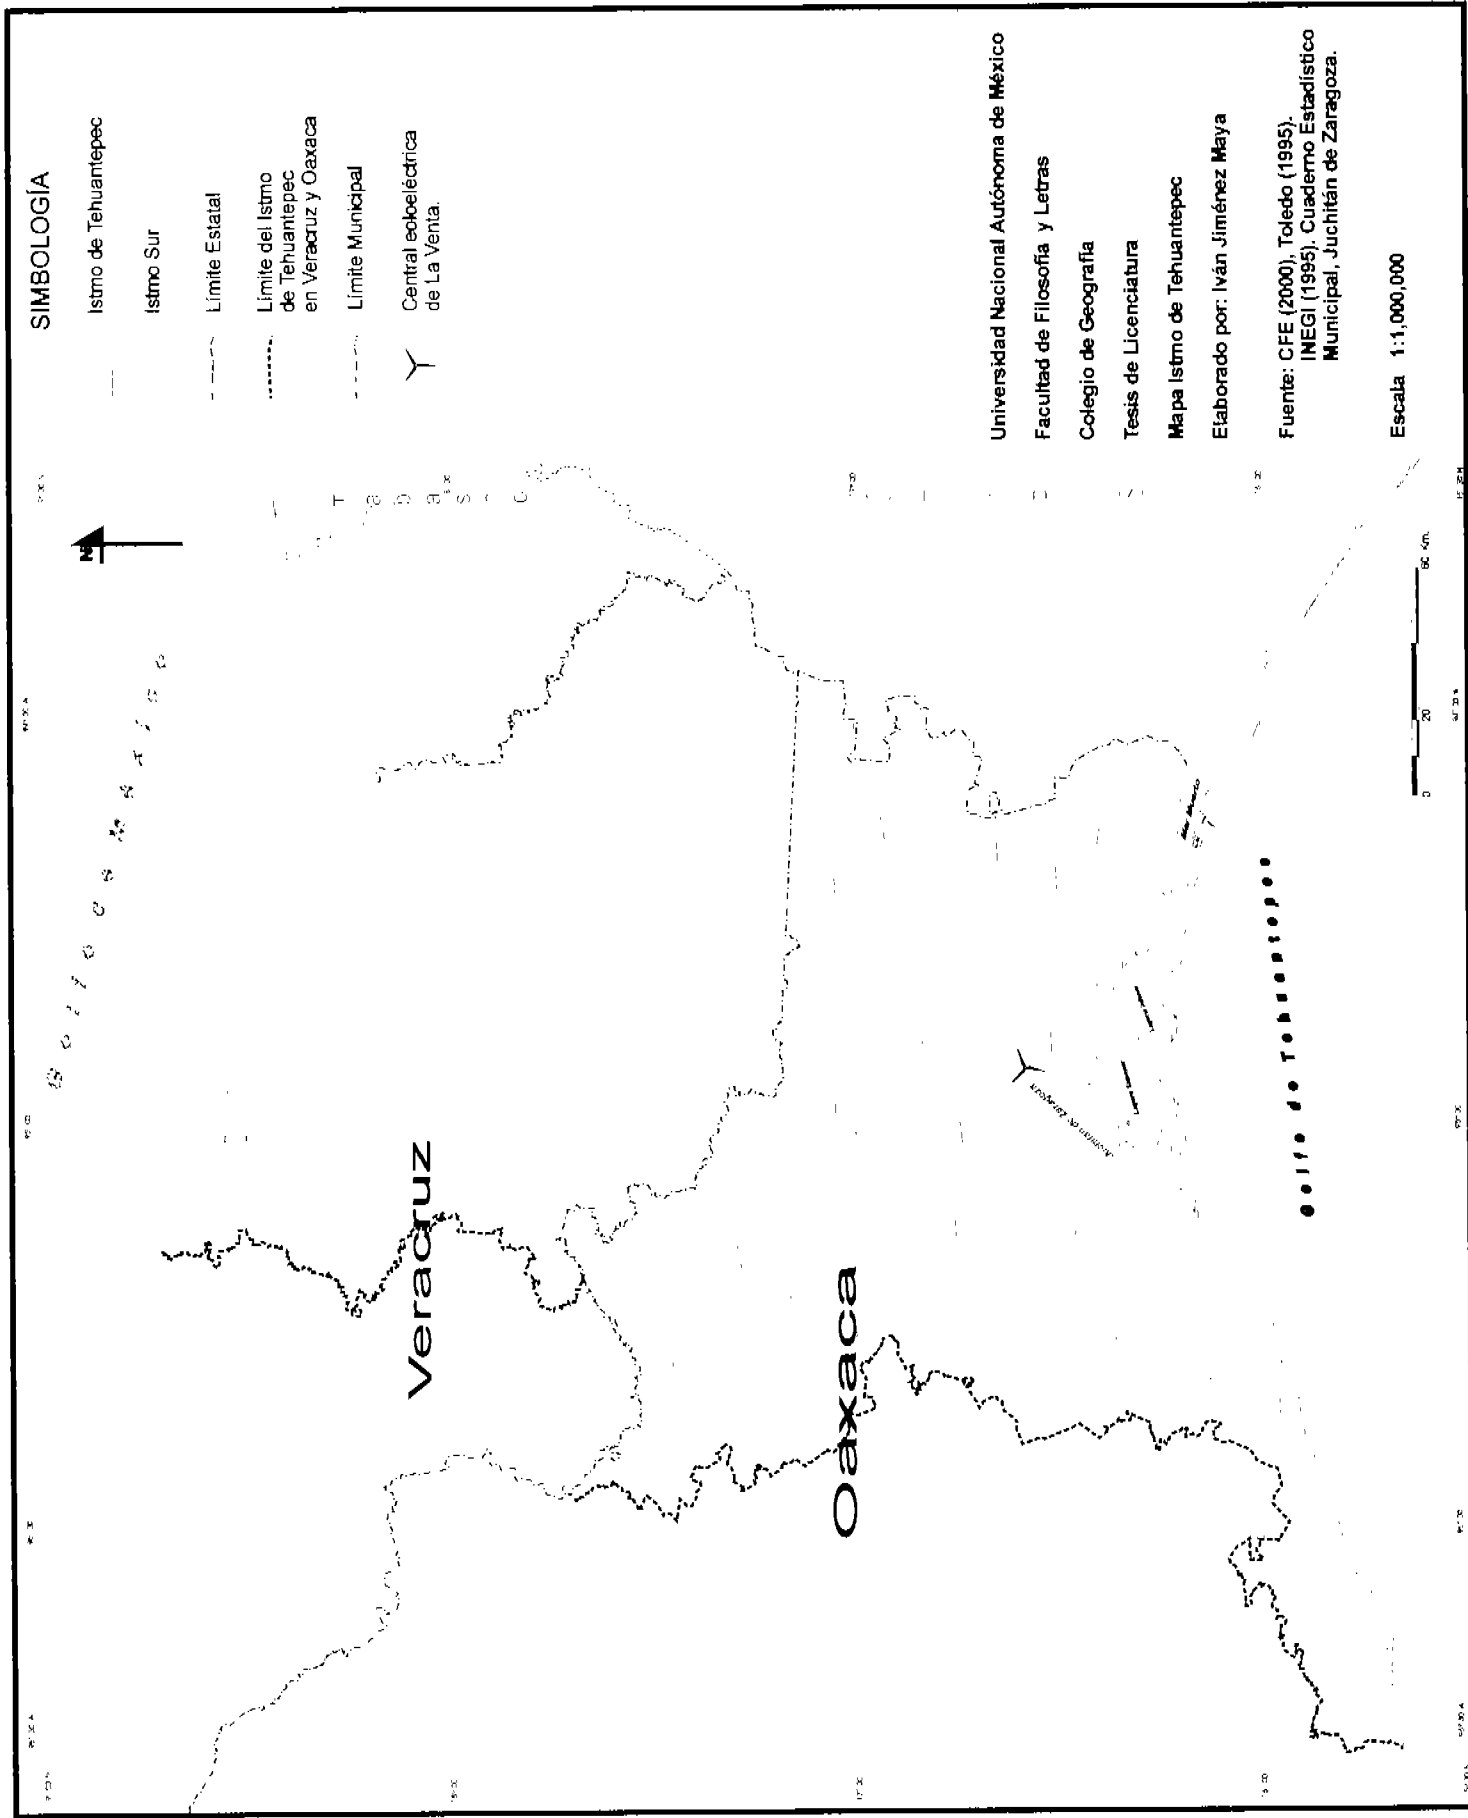 SIMBOLOGÍA
Istmo de Tehuantepec
Istmo Sur
Límite Estatal
Límite del Istmo
de Tehuantepec
en Veracruz y Oaxaca
Límite Municipal
Central eoloeléctrica
de La Venta.
N
Veracruz
Oaxaca
Juchitán de Zaragoza
Golfo de Tehuantepec
0 20 60 Km.
Universidad Nacional Autónoma de México
Facultad de Filosofía y Letras
Colegio de Geografía
Tesis de Licenciatura
Mapa Istmo de Tehuantepec
Elaborado por: Iván Jiménez Maya
Fuente: CFE (2000), Toledo (1995).
INEGI (1995). Cuaderno Estadístico
Municipal, Juchitán de Zaragoza.
Escala 1:1,000,000